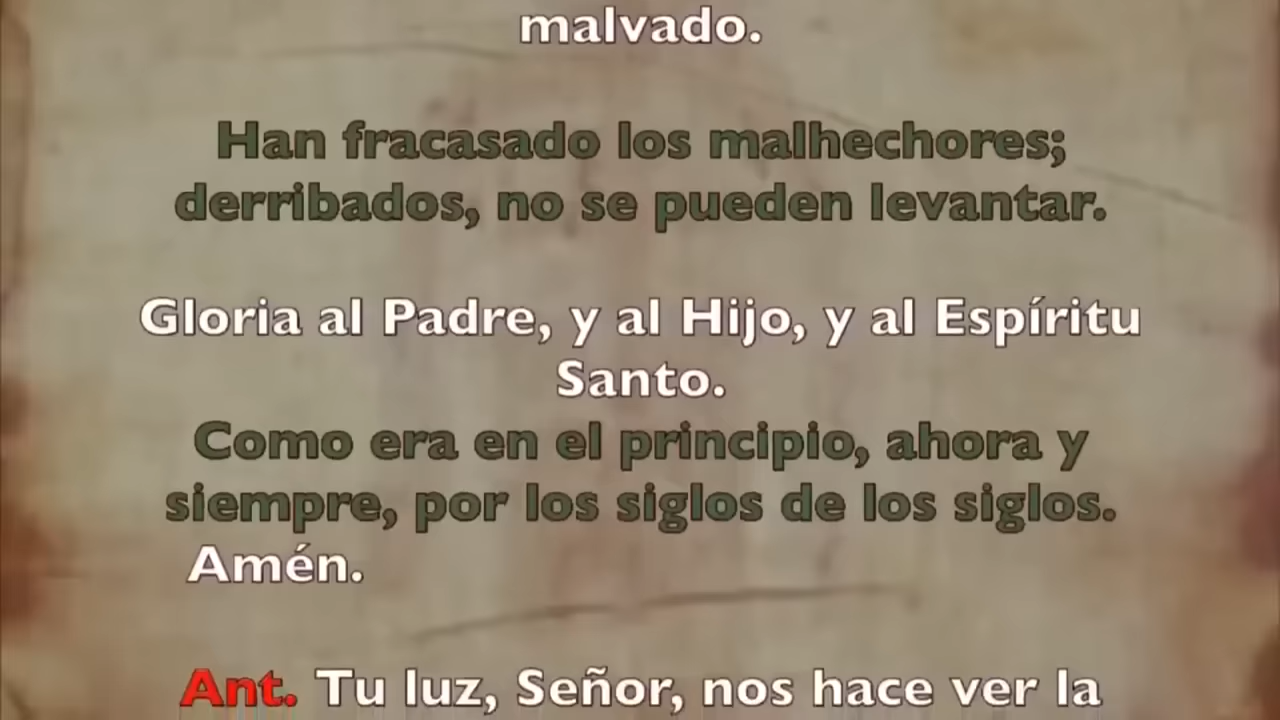 malvado.
Han fracasado los malhechores;
derribados, no se pueden levantar.
Gloria al Padre, y al Hijo, y al Espíritu
Santo.
Como era en el principio, ahora y
siempre, por los siglos de los siglos.
Amén.
Ant. Tu luz, Señor, nos hace ver la